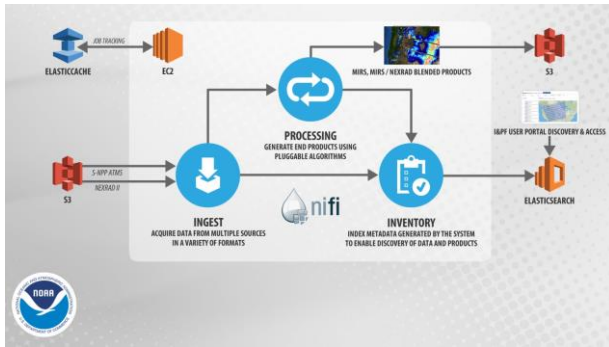 JOB TRACKING
ELASTICCACHE
EC2
MIRS, MIRS / NEXRAD BLENDED PRODUCTS
S3
PROCESSING
GENERATE END PRODUCTS USING
PLUGGABLE ALGORITHMS
I&PF USER PORTAL DISCOVERY & ACCESS
S-NPP ATMS
NEXRAD II
S3
INGEST
ACQUIRE DATA FROM MULTIPLE SOURCES
IN A VARIETY OF FORMATS
nifi
INVENTORY
INDEX METADATA GENERATED BY THE SYSTEM
TO ENABLE DISCOVERY OF DATA AND PRODUCTS
ELASTICSEARCH
NOAA